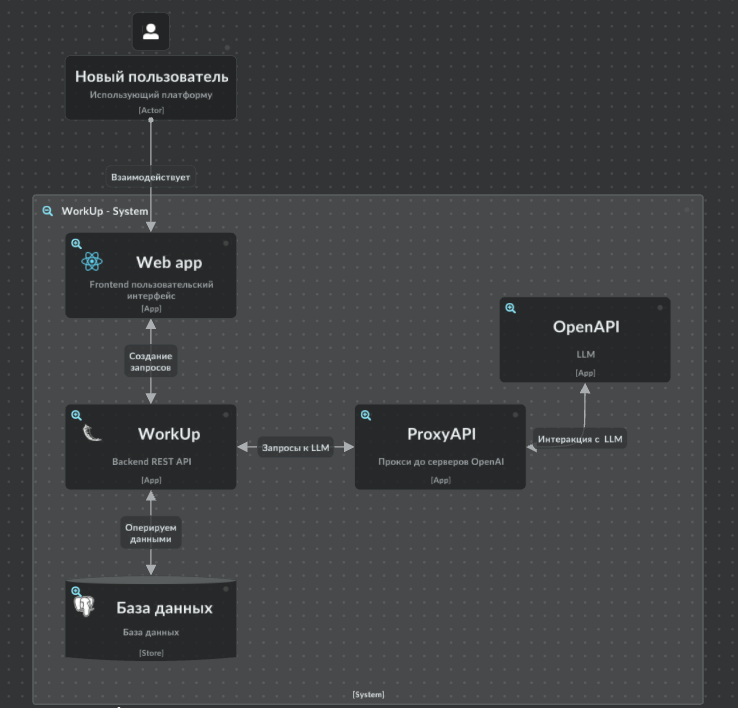 Новый пользователь
Использующий платформу
[Actor]
Взаимодействует
WorkUp - System
Web app
Frontend пользовательский
интерфейс
[App]
Создание
запросов
OpenAPI
LLM
[App]
WorkUp
Backend REST API
[App]
Запросы к LLM
ProxyAPI
Прокси до серверов OpenAI
[App]
Интеракция с LLM
Оперируем
данными
База данных
База данных
[Store]
[System]